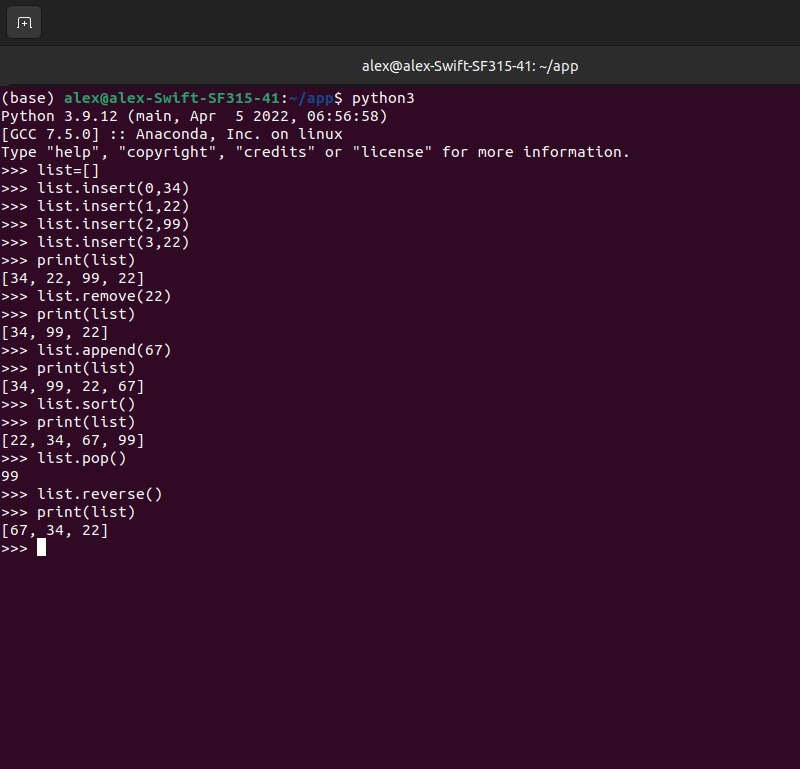 alex@alex-Swift-SF315-41: ~/app
(base) alex@alex-Swift-SF315-41:~/app$ python3
Python 3.9.12 (main, Apr  5 2022, 06:56:58)
[GCC 7.5.0] :: Anaconda, Inc. on linux
Type "help", "copyright", "credits" or "license" for more information.
>>> list=[]
>>> list.insert(0,34)
>>> list.insert(1,22)
>>> list.insert(2,99)
>>> list.insert(3,22)
>>> print(list)
[34, 22, 99, 22]
>>> list.remove(22)
>>> print(list)
[34, 99, 22]
>>> list.append(67)
>>> print(list)
[34, 99, 22, 67]
>>> list.sort()
>>> print(list)
[22, 34, 67, 99]
>>> list.pop()
99
>>> list.reverse()
>>> print(list)
[67, 34, 22]
>>>